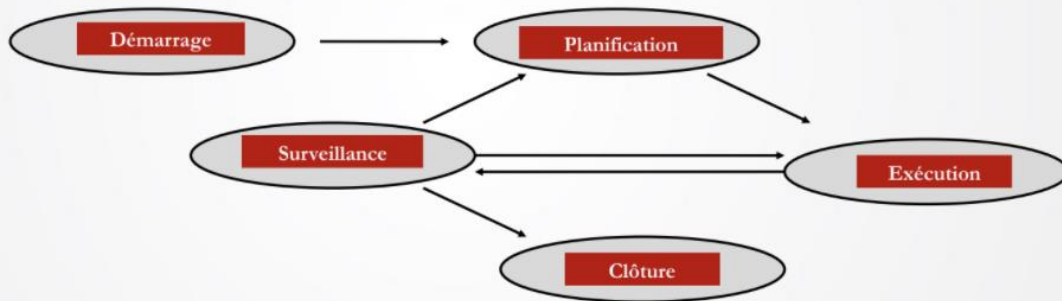 Démarrage
Planification
Surveillance
Exécution
Clôture